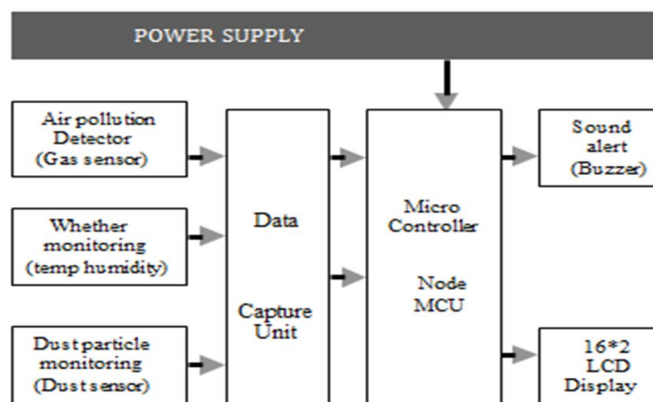 POWER SUPPLY
Air pollution
Detector
(Gas sensor)
Whether
monitoring
(temp humidity)
Dust particle
monitoring
(Dust sensor)
Data
Capture
Unit
Micro
Controller
Node
MCU
Sound
alert
(Buzzer)
16*2
LCD
Display